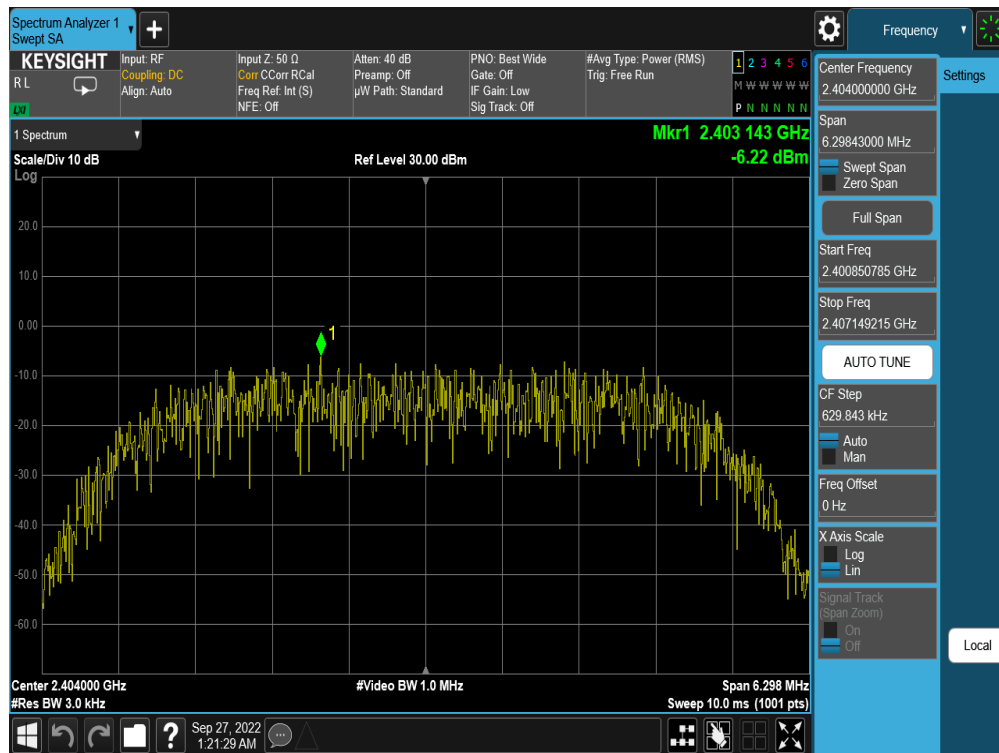 Spectrum Analyzer 1
Swept SA
Frequency
KEYSIGHT
R L
LXI
Input: RF
Coupling: DC
Align: Auto
Input Z: 50 Ω
Corr CCorr RCal
Freq Ref: Int (S)
NFE: Off
Atten: 40 dB
Preamp: Off
µW Path: Standard
PNO: Best Wide
Gate: Off
IF Gain: Low
Sig Track: Off
#Avg Type: Power (RMS)
Trig: Free Run
1 2 3 4 5 6
M W W W W W
P N N N N N
1 Spectrum
Scale/Div 10 dB
Log
Ref Level 30.00 dBm
Mkr1 2.403 143 GHz
-6.22 dBm
20.0
10.0
0.00
-10.0
-20.0
-30.0
-40.0
-50.0
-60.0
1
Center 2.404000 GHz
#Res BW 3.0 kHz
#Video BW 1.0 MHz
Span 6.298 MHz
Sweep 10.0 ms (1001 pts)
Center Frequency
2.404000000 GHz
Settings
Span
6.29843000 MHz
Swept Span
Zero Span
Full Span
Start Freq
2.400850785 GHz
Stop Freq
2.407149215 GHz
AUTO TUNE
CF Step
629.843 kHz
Auto
Man
Freq Offset
0 Hz
X Axis Scale
Log
Lin
Signal Track
(Span Zoom)
On
Off
Local
?
Sep 27, 2022
1:21:29 AM